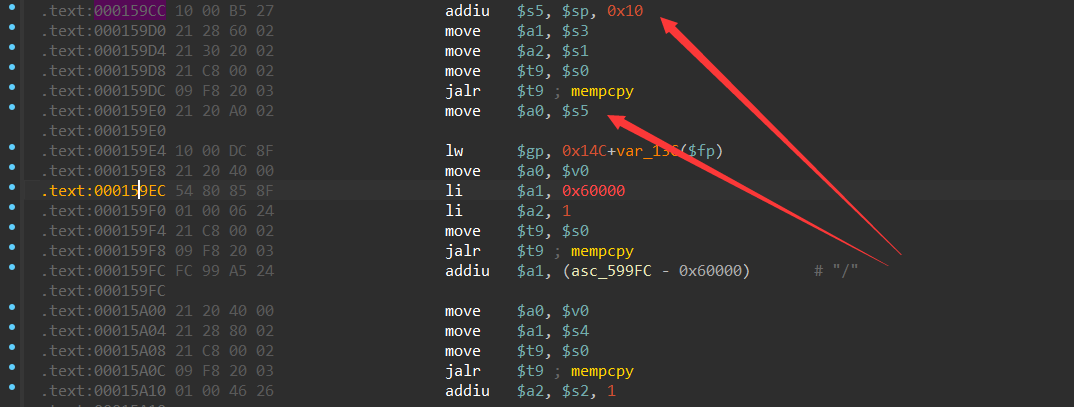 .text:000159CC 10 00 B5 27 addiu $s5, $sp, 0x10
.text:000159D0 21 28 60 02 move $a1, $s3
.text:000159D4 21 30 20 02 move $a2, $s1
.text:000159D8 21 C8 00 02 move $t9, $s0
.text:000159DC 09 F8 20 03 jalr $t9 ; mempcpy
.text:000159E0 21 20 A0 02 move $a0, $s5
.text:000159E0
.text:000159E4 10 00 DC 8F lw $gp, 0x14C+var_13C($fp)
.text:000159E8 21 20 40 00 move $a0, $v0
.text:000159EC 54 80 85 8F li $a1, 0x60000
.text:000159F0 01 00 06 24 li $a2, 1
.text:000159F4 21 C8 00 02 move $t9, $s0
.text:000159F8 09 F8 20 03 jalr $t9 ; mempcpy
.text:000159FC FC 99 A5 24 addiu $a1, (asc_599FC - 0x60000) # "/"
.text:000159FC
.text:00015A00 21 20 40 00 move $a0, $v0
.text:00015A04 21 28 80 02 move $a1, $s4
.text:00015A08 21 C8 00 02 move $t9, $s0
.text:00015A0C 09 F8 20 03 jalr $t9 ; mempcpy
.text:00015A10 01 00 46 26 addiu $a2, $s2, 1